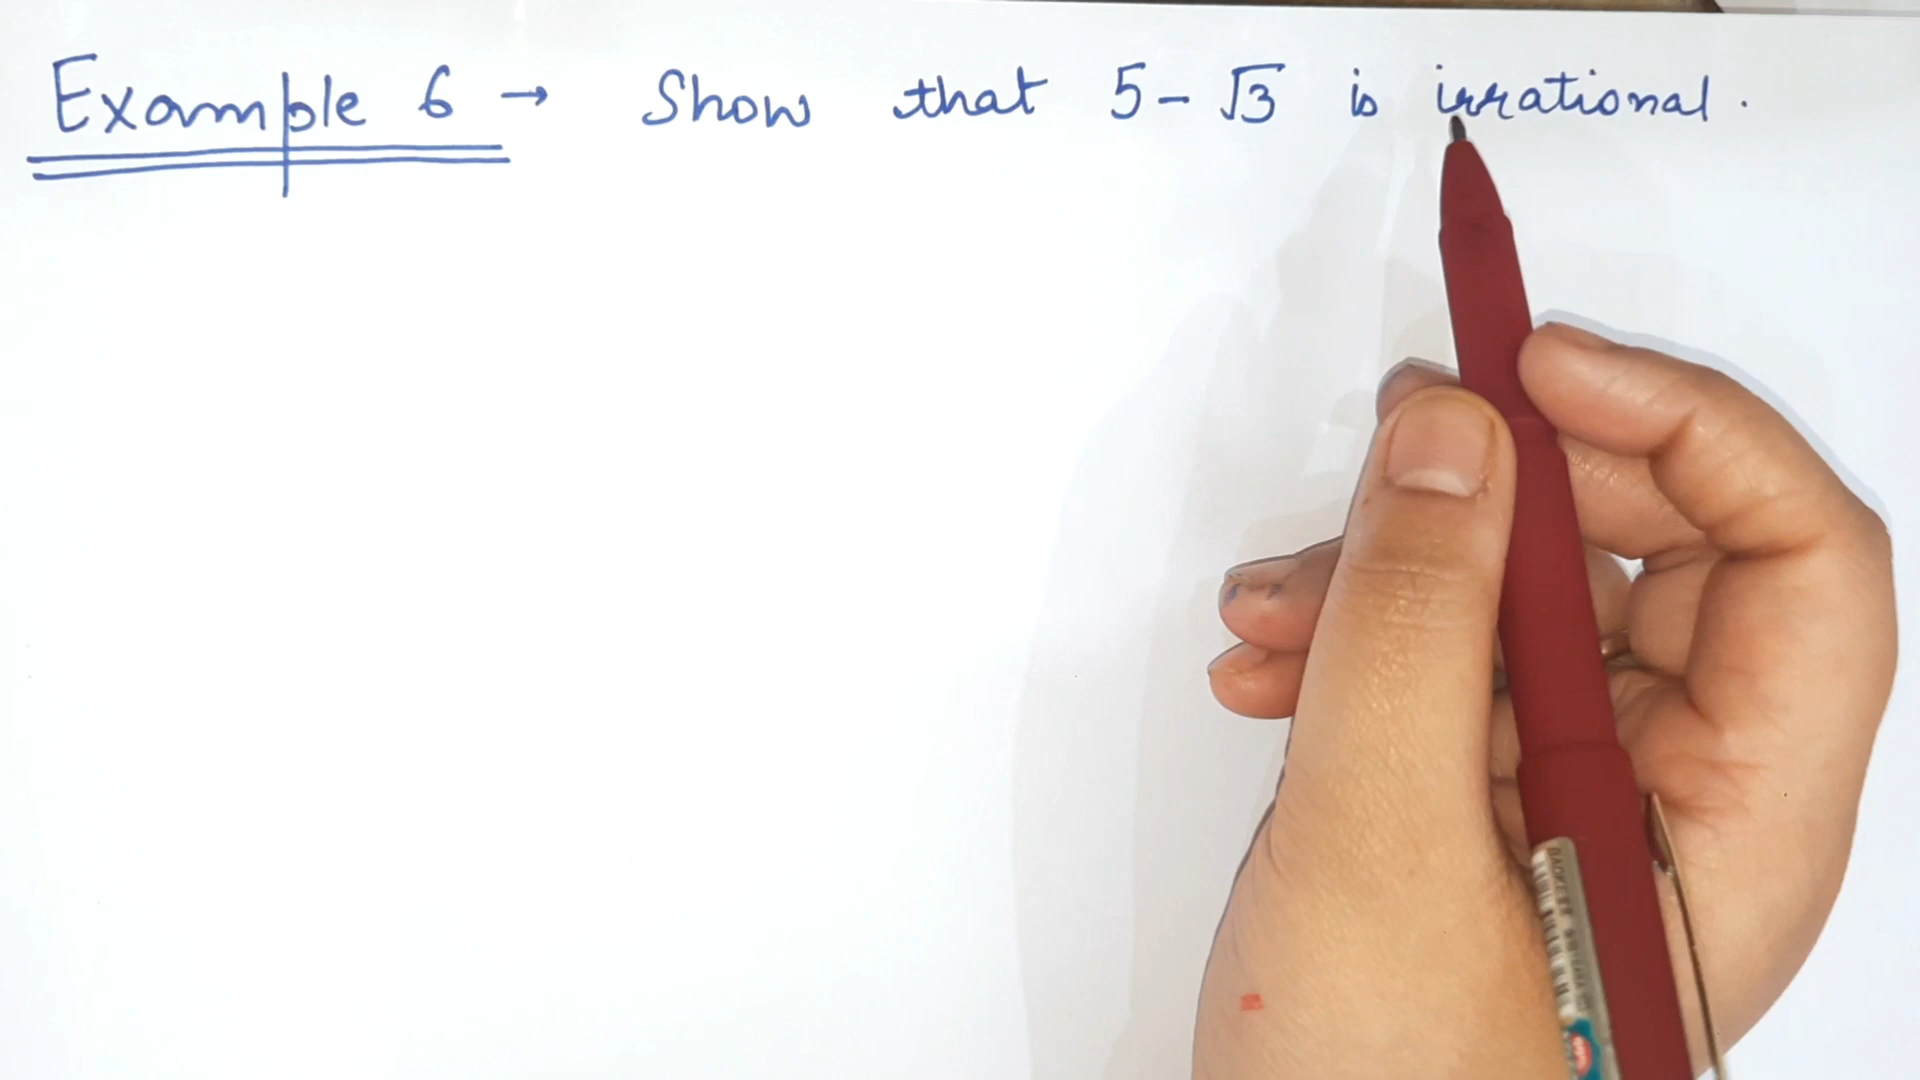 Example 6 → Show that 5 - √3 is irrational.